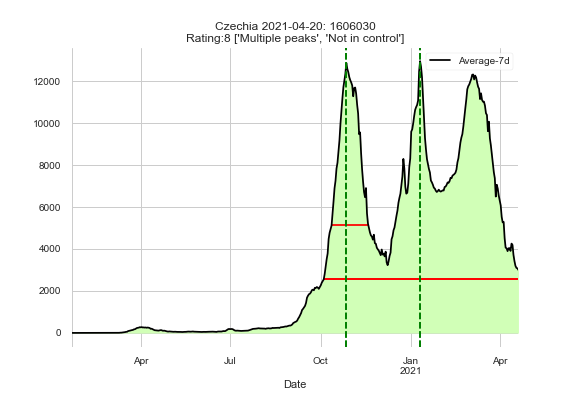 Czechia 2021-04-20: 1606030
Rating:8 ['Multiple peaks', 'Not in control']
Average-7d
12000
10000
8000
6000
4000
2000
0
Apr Jul Oct Jan Apr
2021
Date